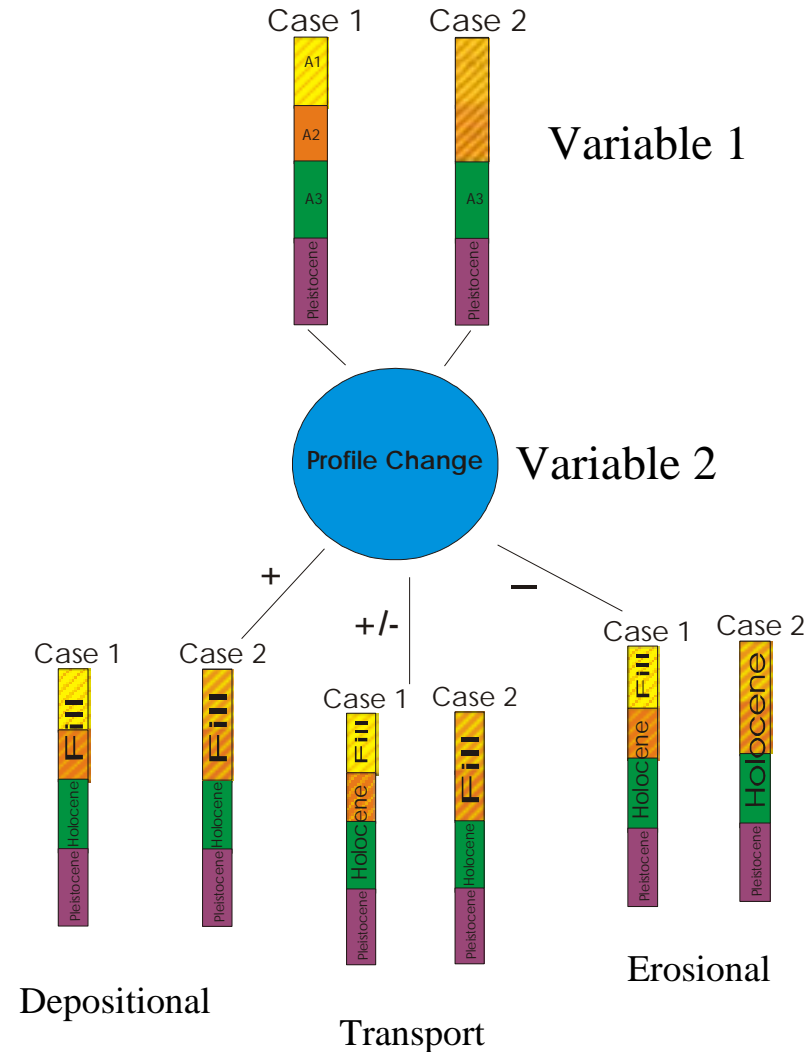 Case 1
Case 2
A1
A2
A3
Pleistocene
A3
Pleistocene
Variable 1
Profile Change
Variable 2
+
+/-
–
Case 1
Case 2
Fill
Holocene
Pleistocene
Fill
Holocene
Pleistocene
Depositional
Case 1
Case 2
Fill
Holocene
Pleistocene
Fill
Holocene
Pleistocene
Transport
Case 1
Case 2
Fill
Holocene
Pleistocene
Holocene
Pleistocene
Erosional